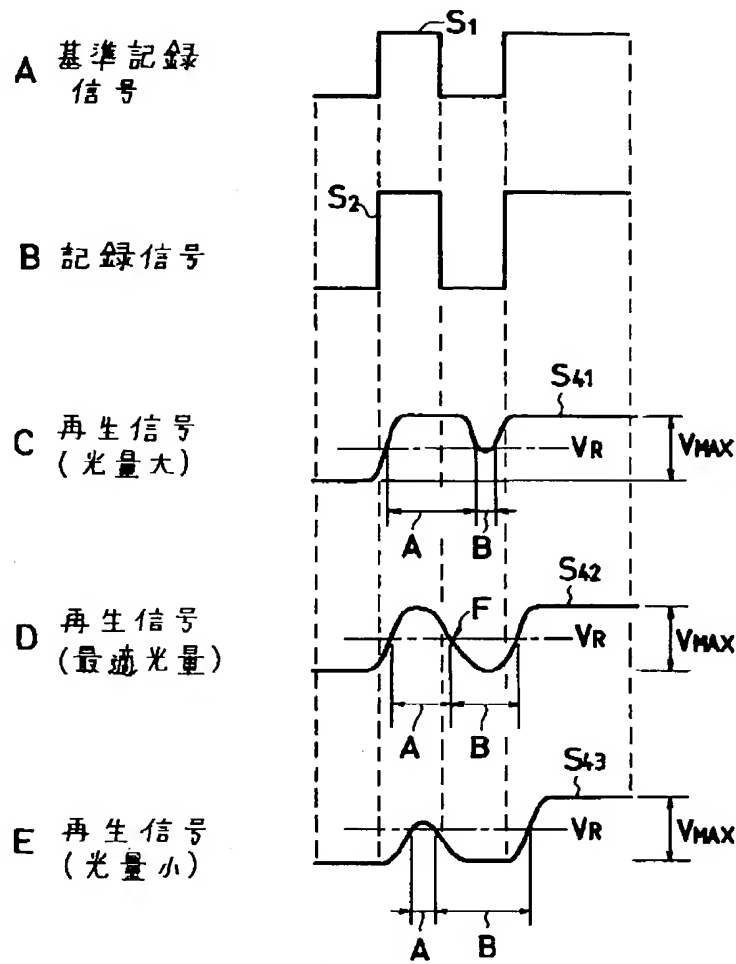 S1
A 基準記録
信号
S2
B 記録信号
S41
C 再生信号
(光量大)
VR
VMAX
A B
S42
F
D 再生信号
(最適光量)
VR
VMAX
A B
S43
E 再生信号
(光量小)
VR
VMAX
A B